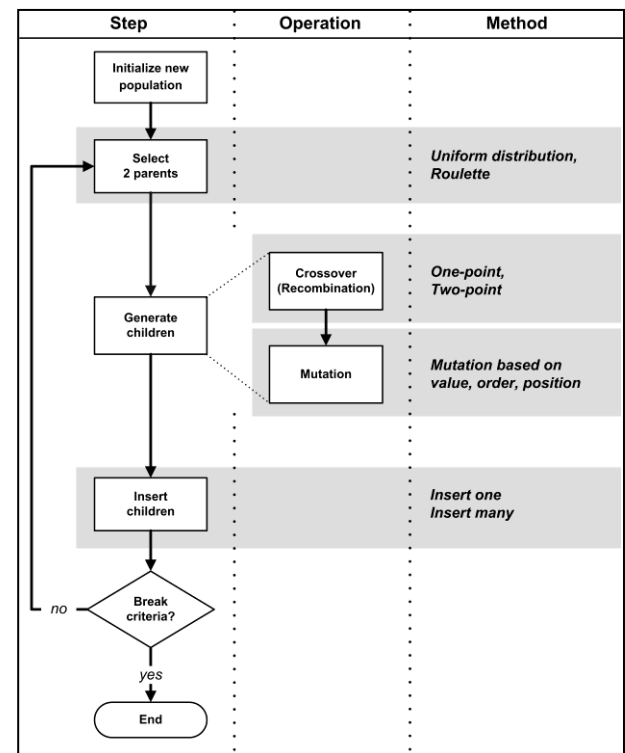 Step
Operation
Method
Initialize new
population
Select
2 parents
Uniform distribution,
Roulette
Crossover
(Recombination)
One-point,
Two-point
Generate
children
Mutation
Mutation based on
value, order, position
Insert
children
Insert one
Insert many
Break
criteria?
no
yes
End